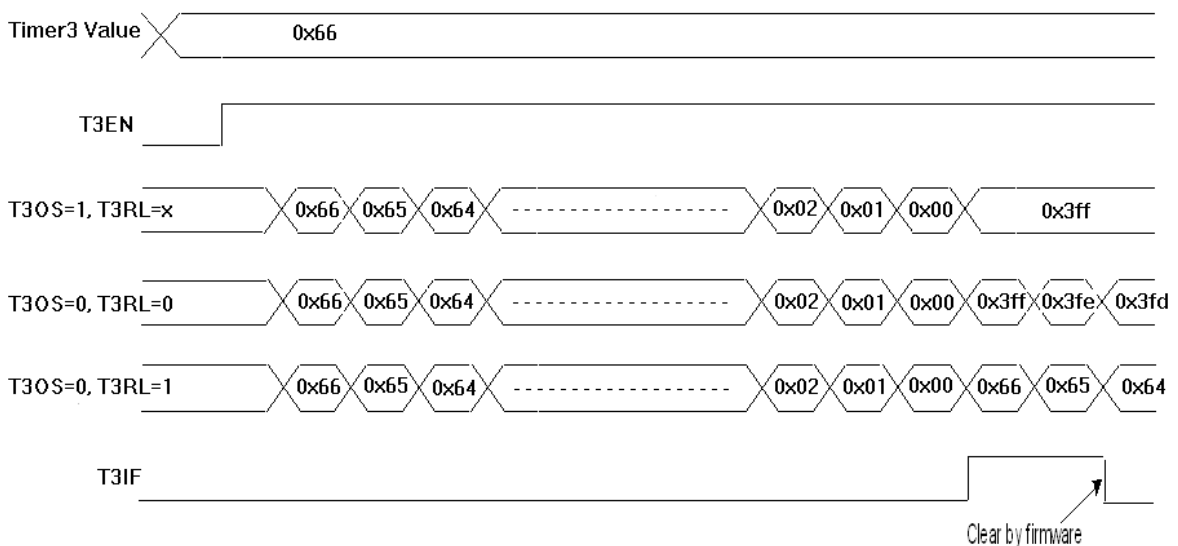 Timer3 Value 0x66
T3EN
T3OS=1, T3RL=x 0x66 0x65 0x64 0x02 0x01 0x00 0x3ff
T3OS=0, T3RL=0 0x66 0x65 0x64 0x02 0x01 0x00 0x3ff 0x3fe 0x3fd
T3OS=0, T3RL=1 0x66 0x65 0x64 0x02 0x01 0x00 0x66 0x65 0x64
T3IF
Clear by firmware